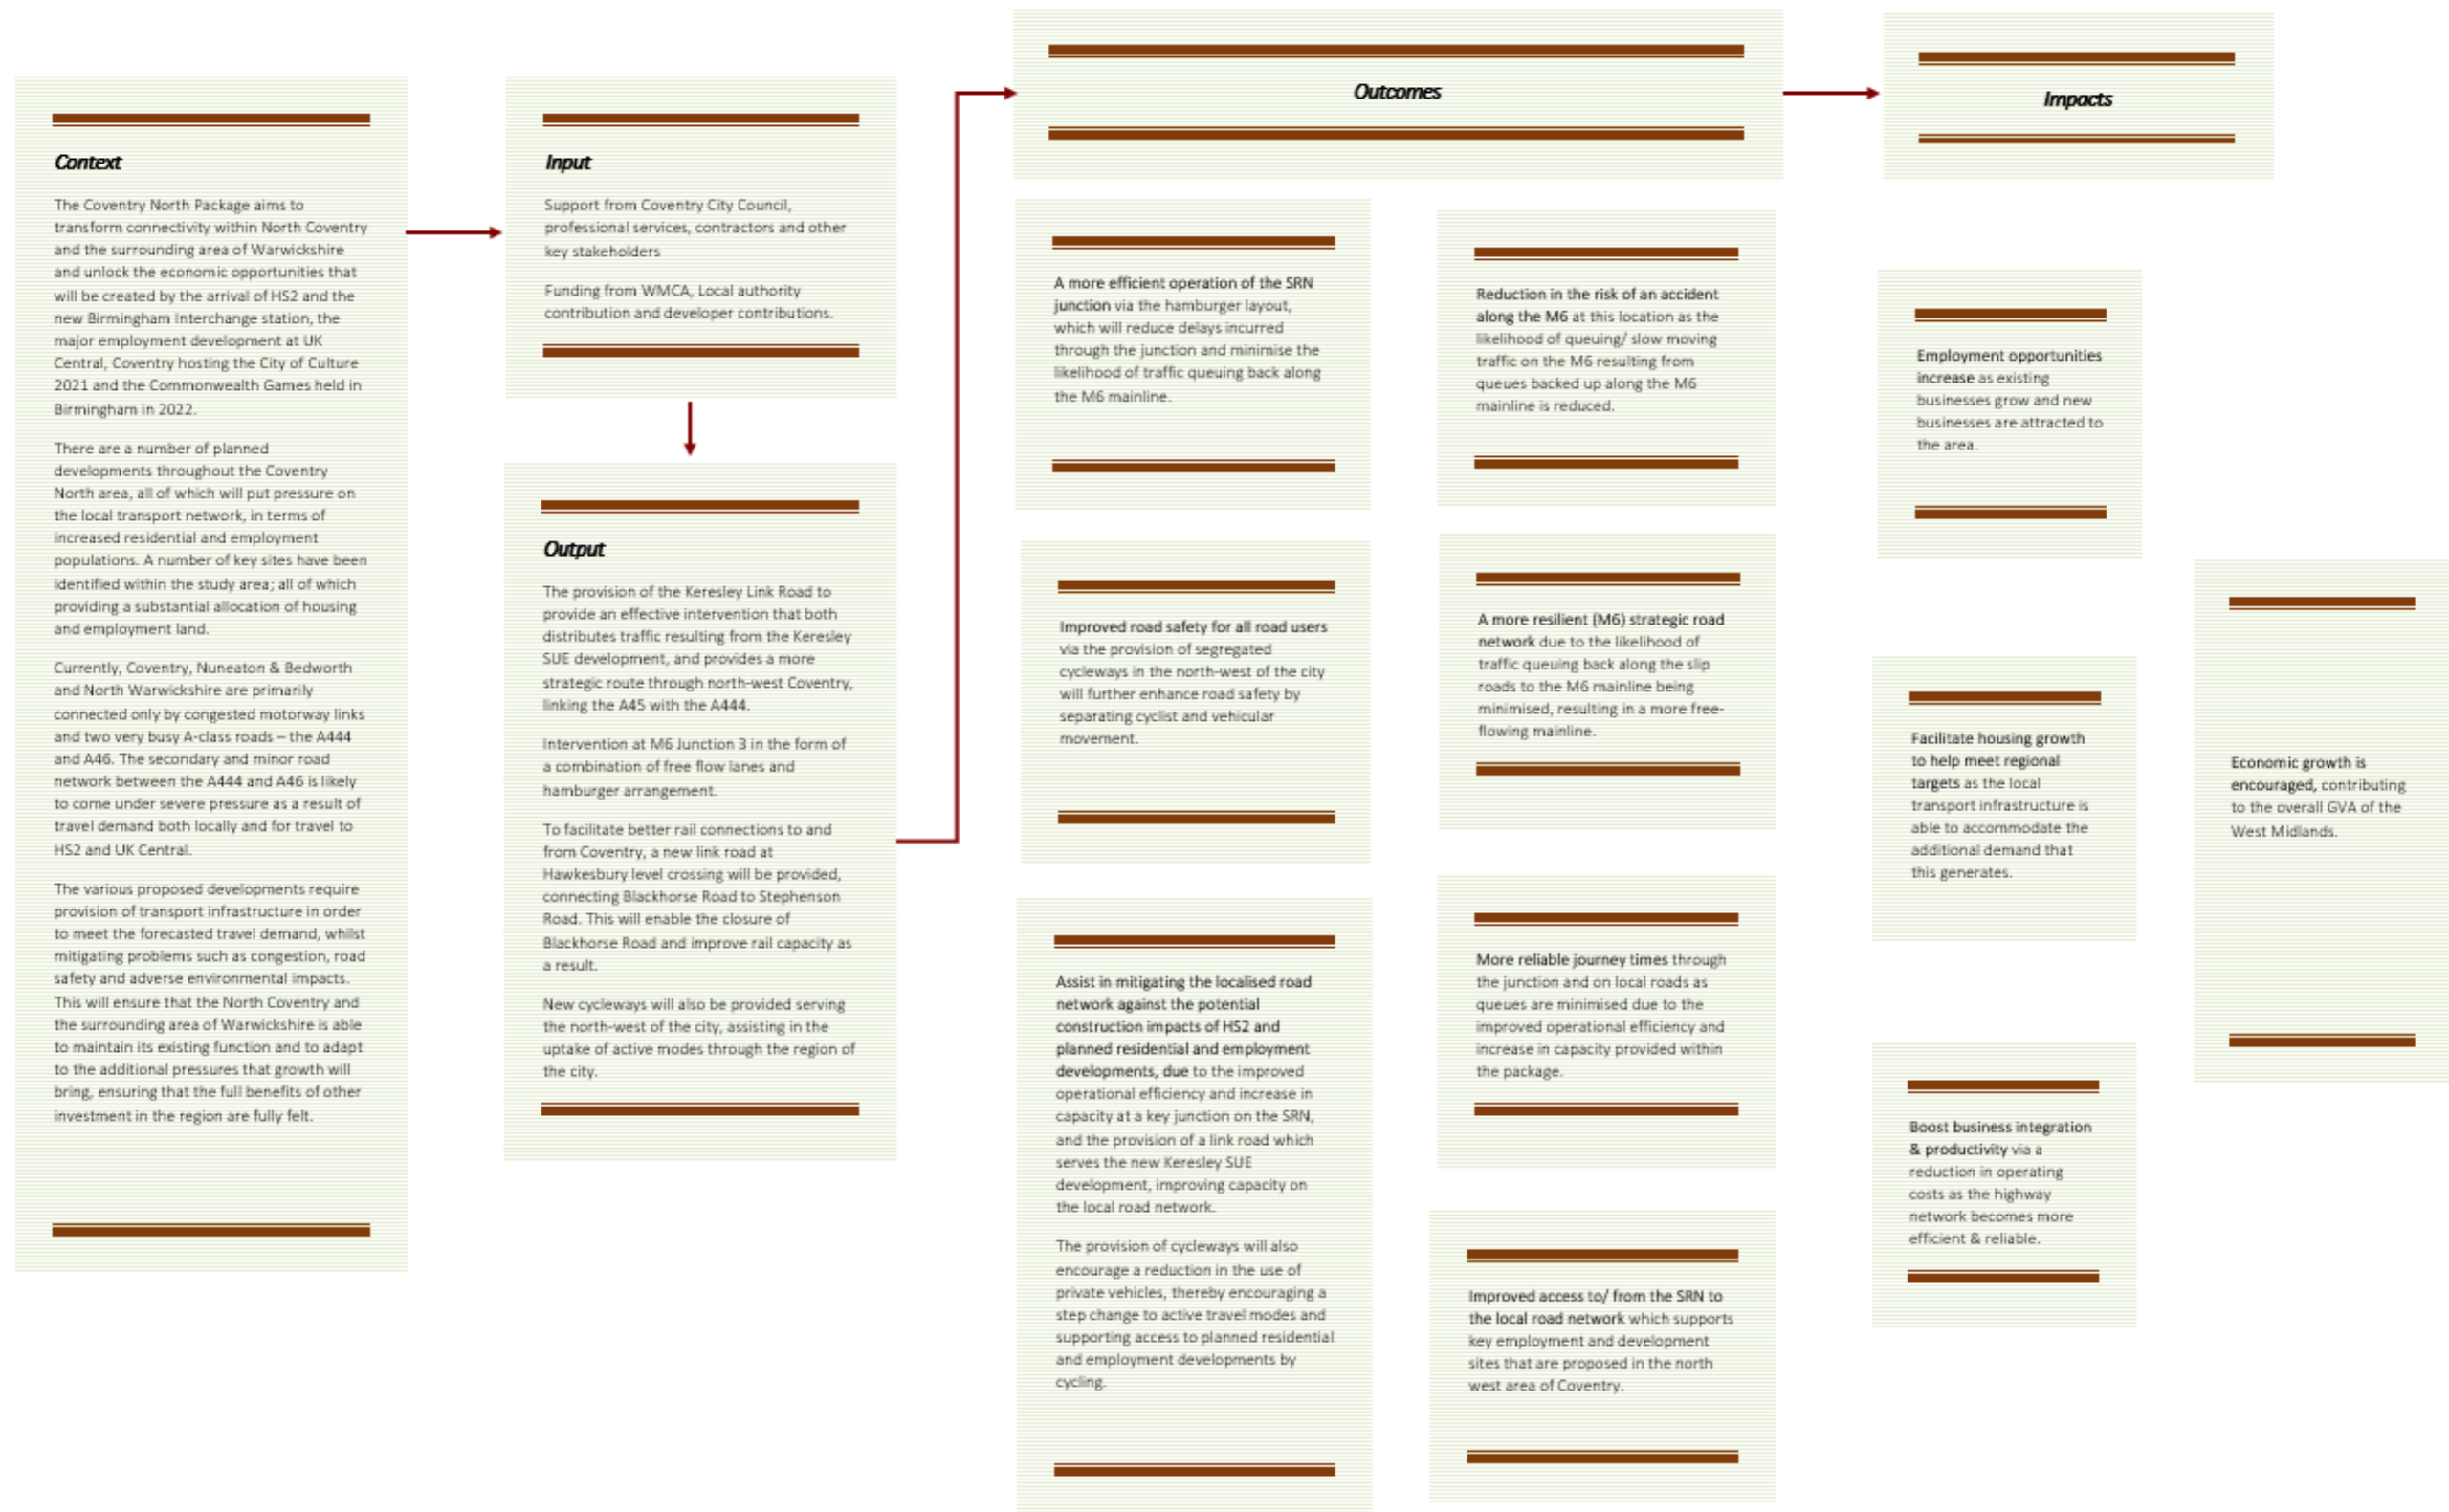 Context
The Coventry North Package aims to
transform connectivity within North Coventry
and the surrounding area of Warwickshire
and unlock the economic opportunities that
will be created by the arrival of HS2 and the
new Birmingham Interchange station, the
major employment development at UK
Central, Coventry hosting the City of Culture
2021 and the Commonwealth Games held in
Birmingham in 2022.
There are a number of planned
developments throughout the Coventry
North area, all of which will put pressure on
the local transport network, in terms of
increased residential and employment
populations. A number of key sites have been
identified within the study area; all of which
providing a substantial allocation of housing
and employment land.
Currently, Coventry, Nuneaton & Bedworth
and North Warwickshire are primarily
connected only by congested motorway links
and two very busy A-class roads – the A444
and A46. The secondary and minor road
network between the A444 and A46 is likely
to come under severe pressure as a result of
travel demand both locally and for travel to
HS2 and UK Central.
The various proposed developments require
provision of transport infrastructure in order
to meet the forecasted travel demand, whilst
mitigating problems such as congestion, road
safety and adverse environmental impacts.
This will ensure that the North Coventry and
the surrounding area of Warwickshire is able
to maintain its existing function and to adapt
to the additional pressures that growth will
bring, ensuring that the full benefits of other
investment in the region are fully felt.
Input
Support from Coventry City Council,
professional services, contractors and other
key stakeholders
Funding from WMCA, Local authority
contribution and developer contributions.
Output
The provision of the Keresley Link Road to
provide an effective intervention that both
distributes traffic resulting from the Keresley
SUE development, and provides a more
strategic route through north-west Coventry,
linking the A45 with the A444.
Intervention at M6 Junction 3 in the form of
a combination of free flow lanes and
hamburger arrangement.
To facilitate better rail connections to and
from Coventry, a new link road at
Hawkesbury level crossing will be provided,
connecting Blackhorse Road to Stephenson
Road. This will enable the closure of
Blackhorse Road and improve rail capacity as
a result.
New cycleways will also be provided serving
the north-west of the city, assisting in the
uptake of active modes through the region of
the city.
Outcomes
A more efficient operation of the SRN
junction via the hamburger layout,
which will reduce delays incurred
through the junction and minimise the
likelihood of traffic queuing back along
the M6 mainline.
Improved road safety for all road users
via the provision of segregated
cycleways in the north-west of the city
will further enhance road safety by
separating cyclist and vehicular
movement.
Assist in mitigating the localised road
network against the potential
construction impacts of HS2 and
planned residential and employment
developments, due to the improved
operational efficiency and increase in
capacity at a key junction on the SRN,
and the provision of a link road which
serves the new Keresley SUE
development, improving capacity on
the local road network.
The provision of cycleways will also
encourage a reduction in the use of
private vehicles, thereby encouraging a
step change to active travel modes and
supporting access to planned residential
and employment developments by
cycling.
Reduction in the risk of an accident
along the M6 at this location as the
likelihood of queuing/ slow moving
traffic on the M6 resulting from
queues backed up along the M6
mainline is reduced.
A more resilient (M6) strategic road
network due to the likelihood of
traffic queuing back along the slip
roads to the M6 mainline being
minimised, resulting in a more free-
flowing mainline.
More reliable journey times through
the junction and on local roads as
queues are minimised due to the
improved operational efficiency and
increase in capacity provided within
the package.
Improved access to/ from the SRN to
the local road network which supports
key employment and development
sites that are proposed in the north
west area of Coventry.
Impacts
Employment opportunities
increase as existing
businesses grow and new
businesses are attracted to
the area.
Facilitate housing growth
to help meet regional
targets as the local
transport infrastructure is
able to accommodate the
additional demand that
this generates.
Boost business integration
& productivity via a
reduction in operating
costs as the highway
network becomes more
efficient & reliable.
Economic growth is
encouraged, contributing
to the overall GVA of the
West Midlands.